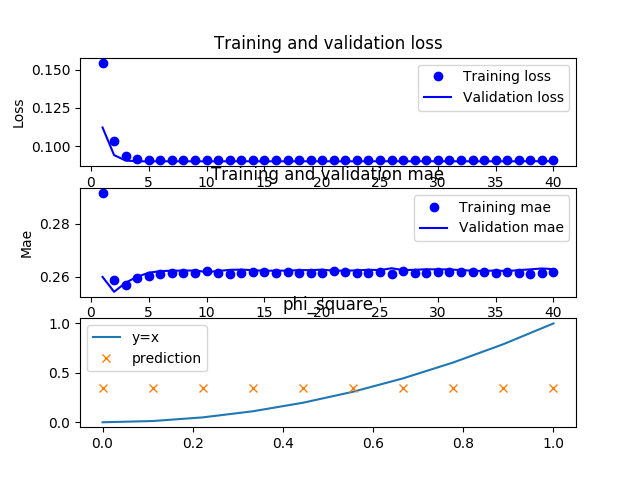 Training and validation loss
0.150
0.125
0.100
Loss
Training loss
Validation loss
0 5 10 15 20 25 30 35 40
Training and validation mae
0.28
0.26
Mae
Training mae
Validation mae
0 5 10 15 20 25 30 35 40
phi_square
1.0
0.5
0.0
y=x
prediction
0.0 0.2 0.4 0.6 0.8 1.0